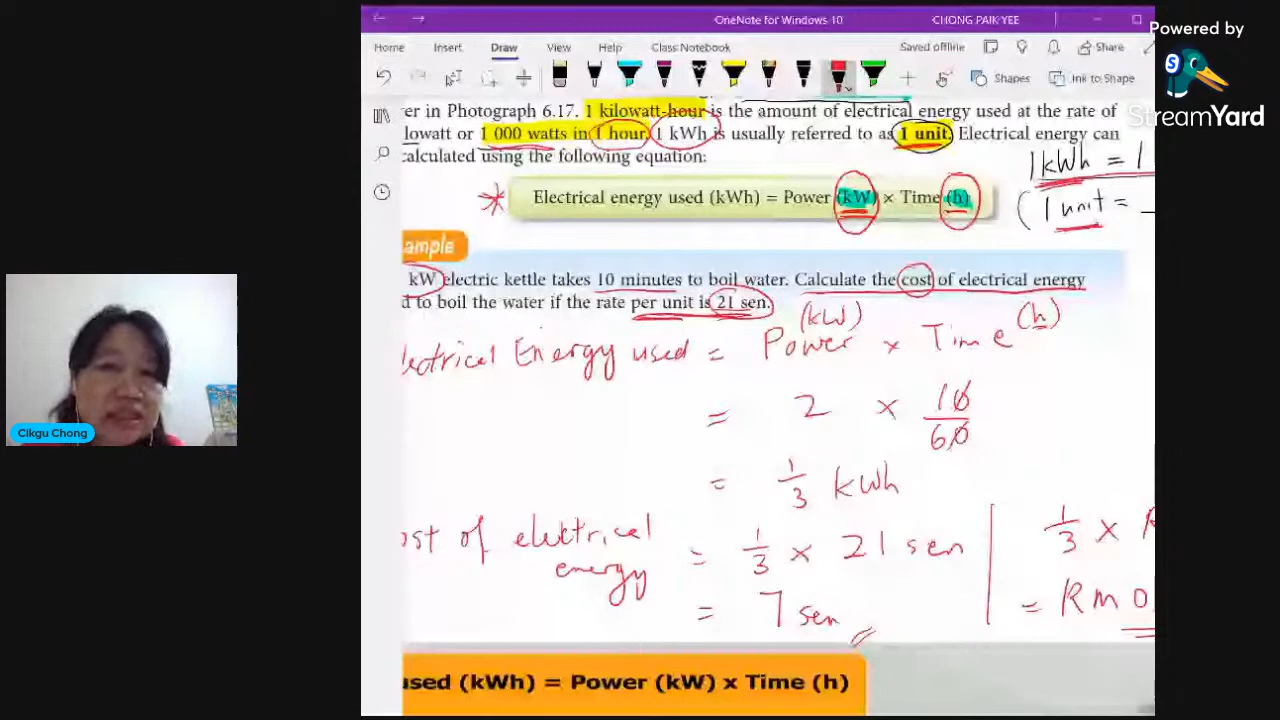 OneNote for Windows 10
CHONG PAIK YEE
Powered by
StreamYard
Home Insert Draw View Help Class Notebook Saved offline Share
Shapes Ink to Shape
er in Photograph 6.17. 1 kilowatt-hour is the amount of electrical energy used at the rate of
lowatt or 1 000 watts in 1 hour. 1 kWh is usually referred to as 1 unit. Electrical energy can
calculated using the following equation:
1kWh = 1
Electrical energy used (kWh) = Power (kW) × Time (h)
(1 unit =
ample
kW electric kettle takes 10 minutes to boil water. Calculate the cost of electrical energy
d to boil the water if the rate per unit is 21 sen.
(kW) (h)
lectrical Energy used = Power × Time
= 2 × 10/60
= 1/3 kWh
ost of electrical energy = 1/3 × 21 sen
1/3 × R
= 7 sen
= RM 0.
Cikgu Chong
used (kWh) = Power (kW) x Time (h)